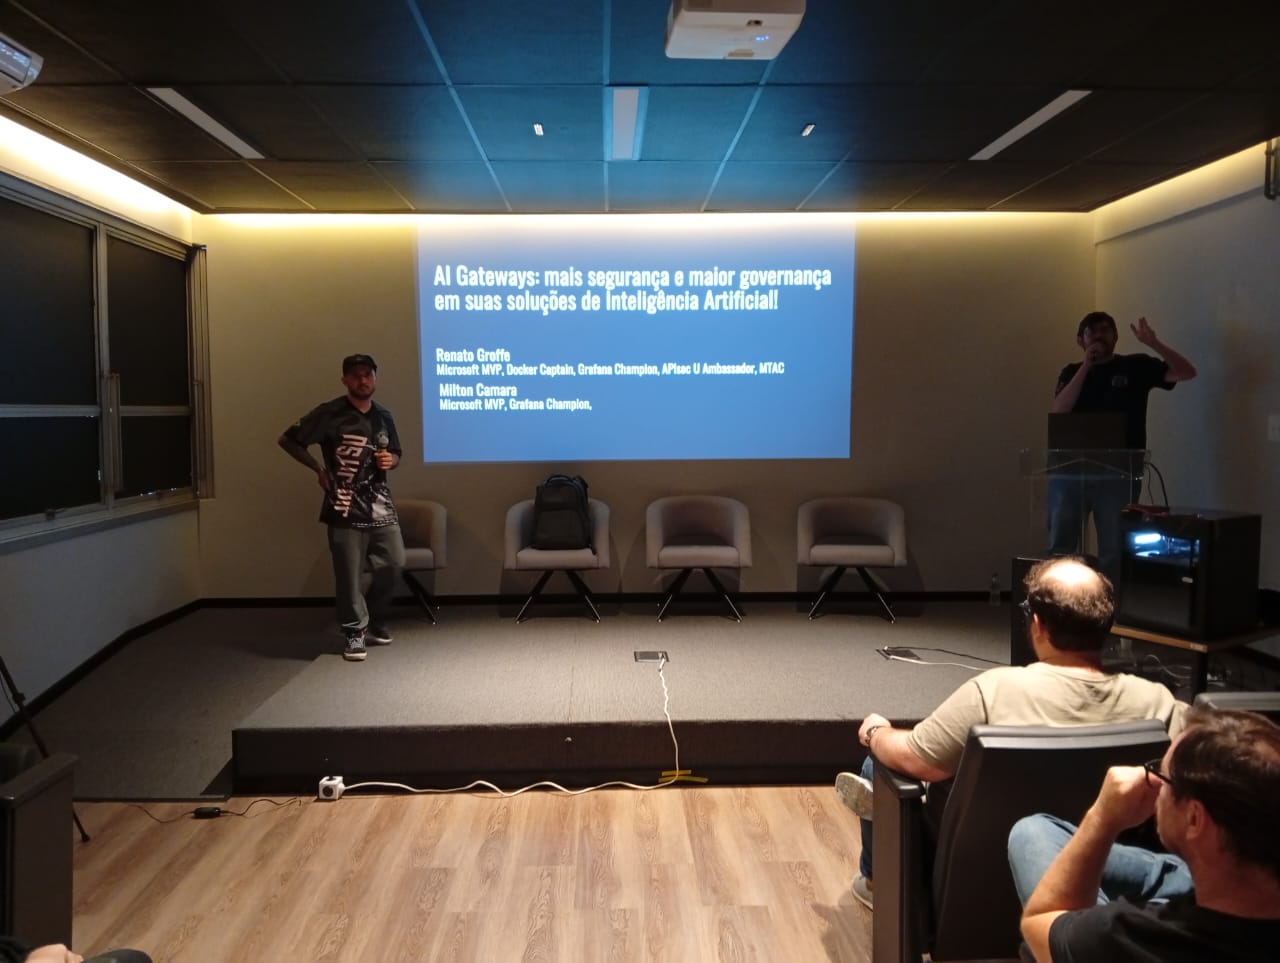 AI Gateways: mais segurança e maior governança
em suas soluções de Inteligência Artificial!
Renato Groffe
Microsoft MVP, Docker Captain, Grafana Champion, APIsec U Ambassador, MTAC
Milton Camara
Microsoft MVP, Grafana Champion,